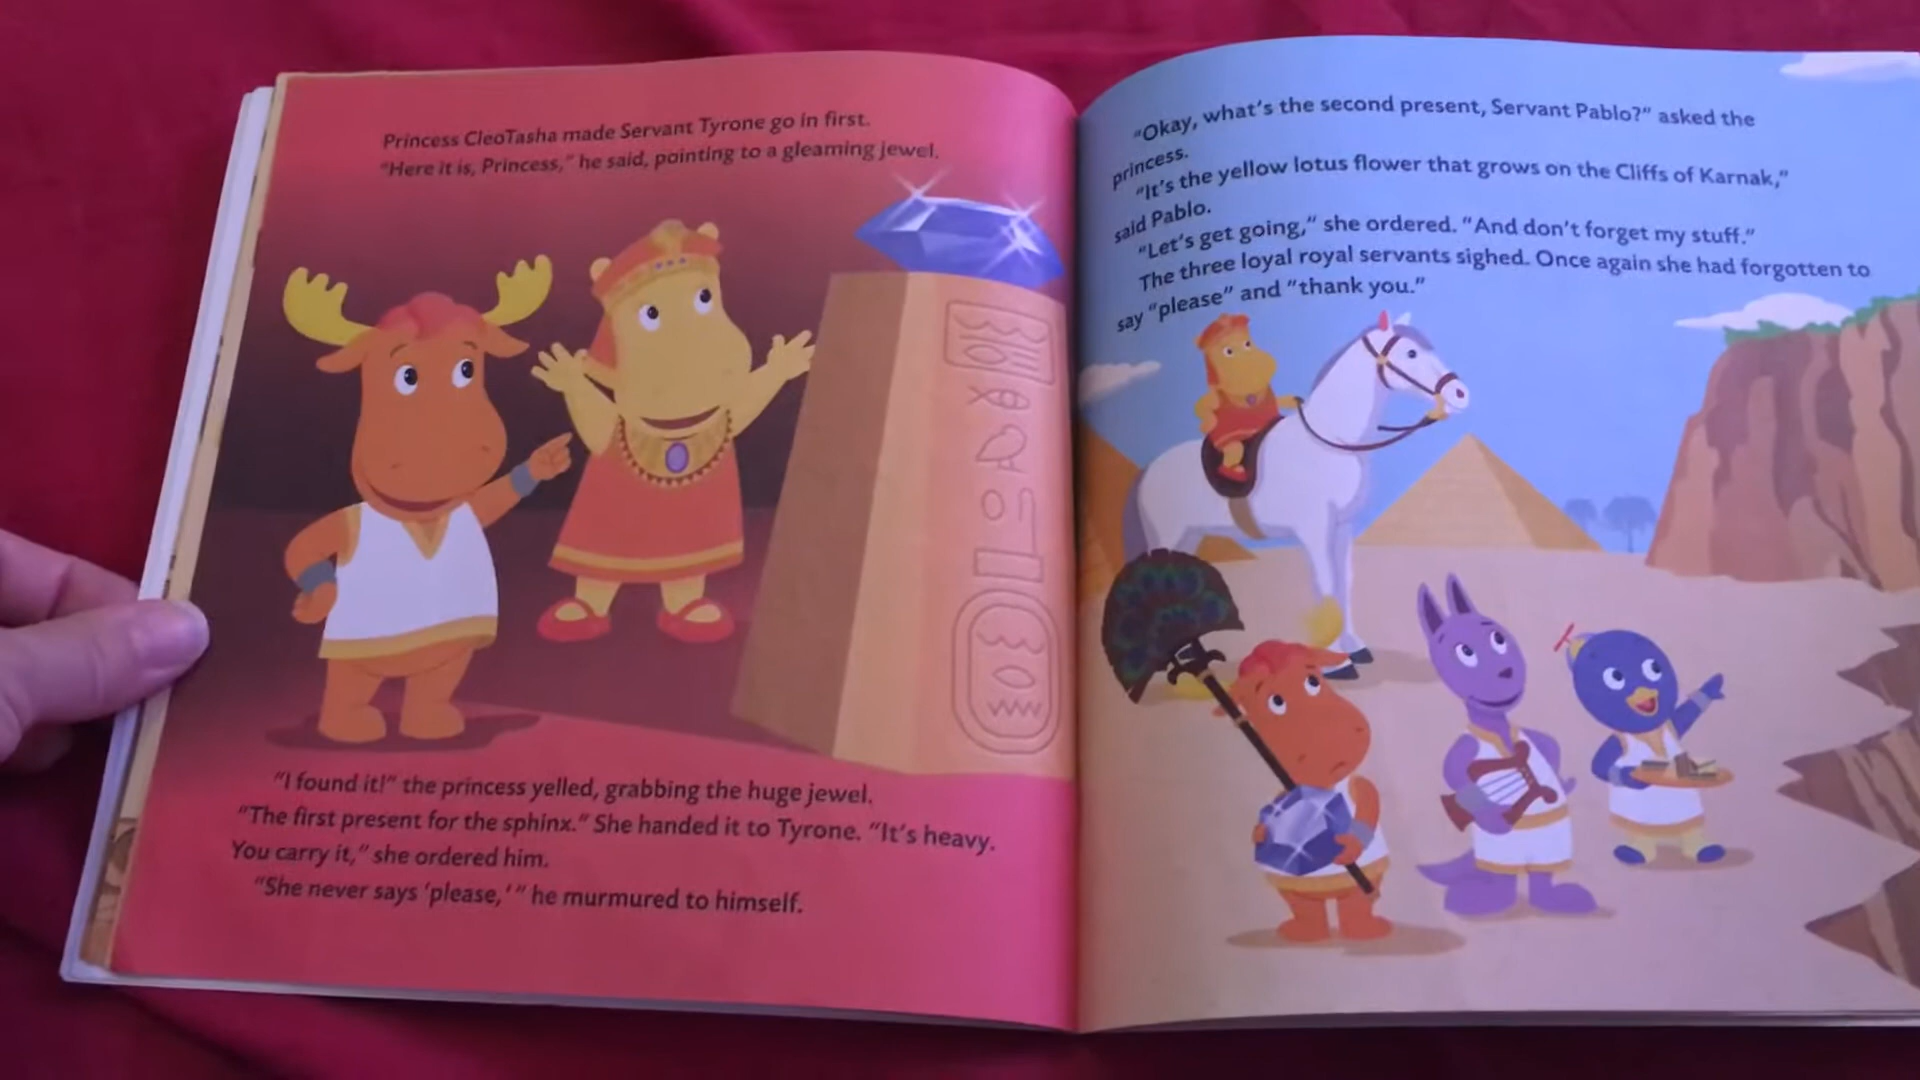 Princess CleoTasha made Servant Tyrone go in first.
"Here it is, Princess," he said, pointing to a gleaming jewel.
"I found it!" the princess yelled, grabbing the huge jewel.
"The first present for the sphinx." She handed it to Tyrone. "It's heavy.
You carry it," she ordered him.
"She never says 'please,'" he murmured to himself.
"Okay, what's the second present, Servant Pablo?" asked the
princess.
"It's the yellow lotus flower that grows on the Cliffs of Karnak,"
said Pablo.
"Let's get going," she ordered. "And don't forget my stuff."
The three loyal royal servants sighed. Once again she had forgotten to
say "please" and "thank you."